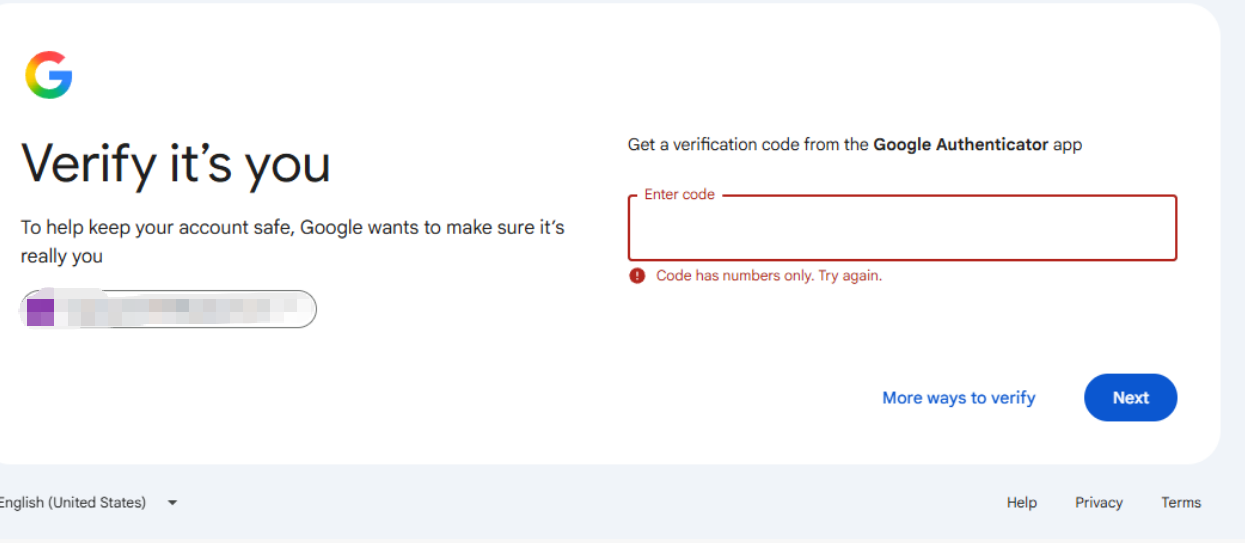 Verify it’s you
To help keep your account safe, Google wants to make sure it’s
really you
Get a verification code from the Google Authenticator app
Enter code
Code has numbers only. Try again.
More ways to verify
Next
English (United States)
Help
Privacy
Terms